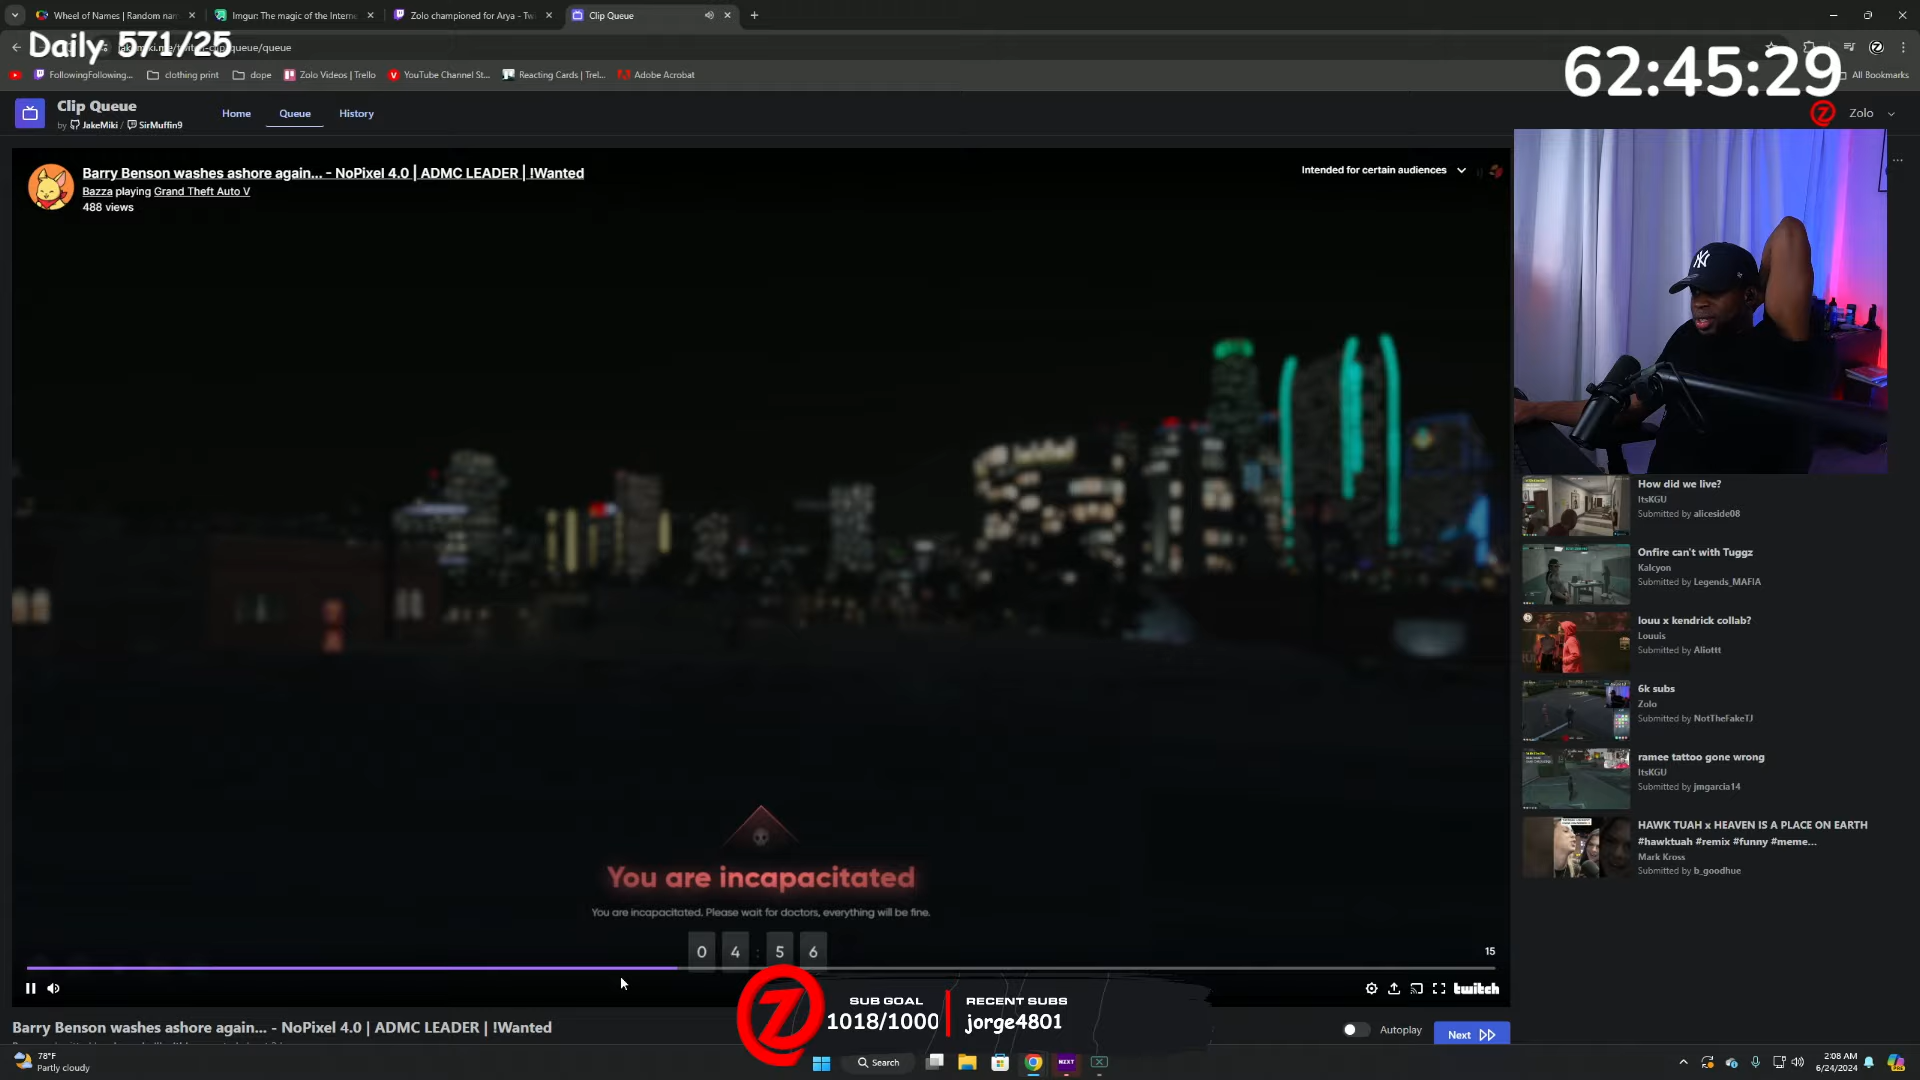 Wheel of Names | Random nam
Imgur: The magic of the Interne
Zolo championed for Arya - Tw
Clip Queue
Daily 571/25
queue/queue
62:45:29
FollowingFollowing...
clothing print
dope
Zolo Videos | Trello
YouTube Channel St...
Reacting Cards | Trel...
Adobe Acrobat
All Bookmarks
Clip Queue
by JakeMiki / SirMuffin9
Home
Queue
History
Zolo
Barry Benson washes ashore again... - NoPixel 4.0 | ADMC LEADER | !Wanted
Bazza playing Grand Theft Auto V
488 views
Intended for certain audiences
How did we live?
ItsKGU
Submitted by aliceside08
Onfire can't with Tuggz
Kalcyon
Submitted by Legends_MAFIA
louu x kendrick collab?
Louuis
Submitted by Aliottt
6k subs
Zolo
Submitted by NotTheFakeTJ
ramee tattoo gone wrong
ItsKGU
Submitted by jmgarcia14
HAWK TUAH x HEAVEN IS A PLACE ON EARTH
#hawktuah #remix #funny #meme...
Mark Kross
Submitted by b_goodhue
You are incapacitated
You are incapacitated. Please wait for doctors, everything will be fine.
0 4 : 5 6
15
twitch
SUB GOAL
1018/1000
RECENT SUBS
jorge4801
Barry Benson washes ashore again... - NoPixel 4.0 | ADMC LEADER | !Wanted
Autoplay
Next
78°F
Partly cloudy
Search
2:08 AM
6/24/2024